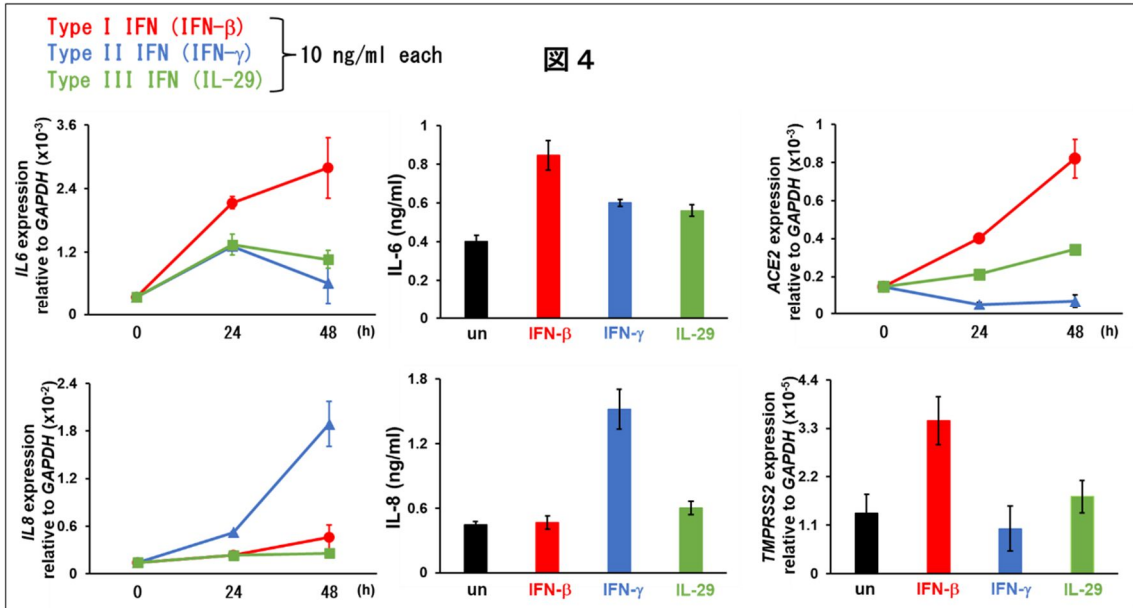 Type I IFN (IFN-β)
Type II IFN (IFN-γ)
Type III IFN (IL-29)
10 ng/ml each
図４
IL6 expression
relative to GAPDH (x10-3)
3.6
2.4
1.2
0
0 24 48 (h)
IL-6 (ng/ml)
1
0.8
0.6
0.4
0.2
0
un IFN-β IFN-γ IL-29
ACE2 expression
relative to GAPDH (x10-3)
1
0.8
0.6
0.4
0.2
0
0 24 48 (h)
IL8 expression
relative to GAPDH (x10-2)
2.4
1.8
1.2
0.6
0
0 24 48 (h)
IL-8 (ng/ml)
1.8
1.2
0.6
0
un IFN-β IFN-γ IL-29
TMPRSS2 expression
relative to GAPDH (x10-5)
4.4
3.3
2.2
1.1
0
un IFN-β IFN-γ IL-29